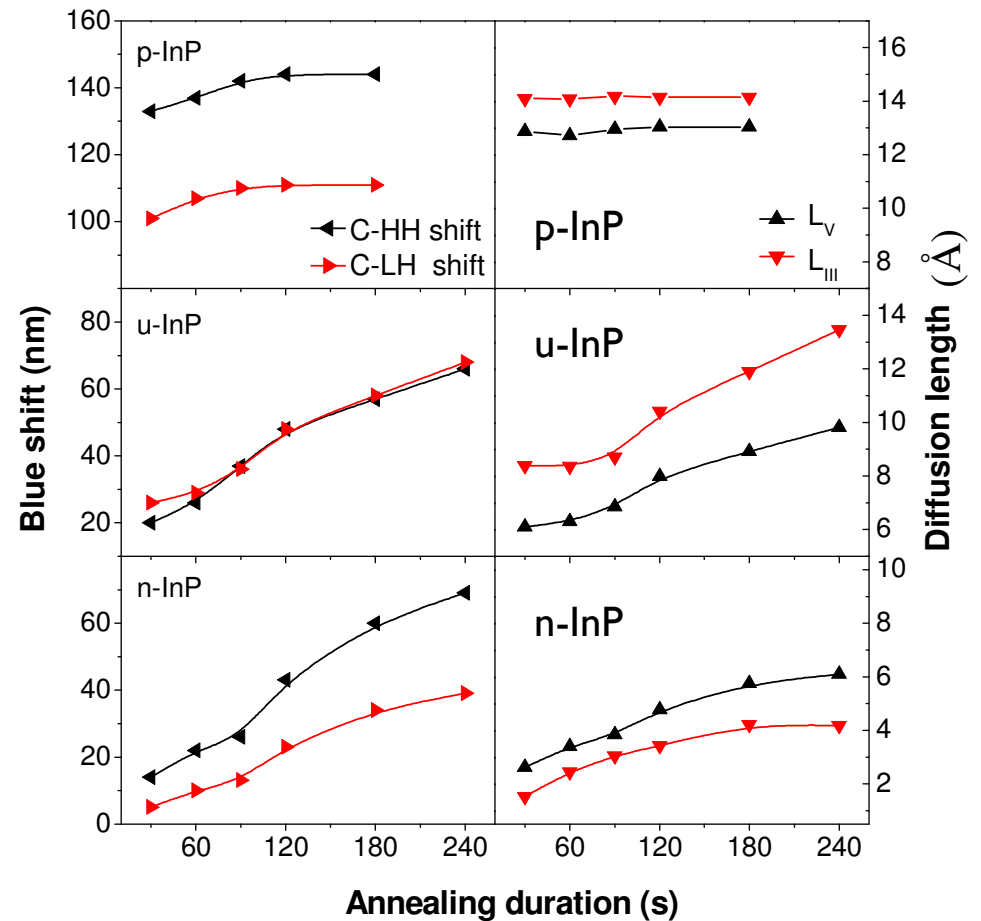 p-InP
160
140
120
100
C-HH shift
C-LH shift
p-InP
L_V
L_III
16
14
12
10
8
u-InP
80
60
40
20
u-InP
14
12
10
8
6
n-InP
60
40
20
0
n-InP
10
8
6
4
2
60 120 180 240
60 120 180 240
Blue shift (nm)
Diffusion length (Å)
Annealing duration (s)